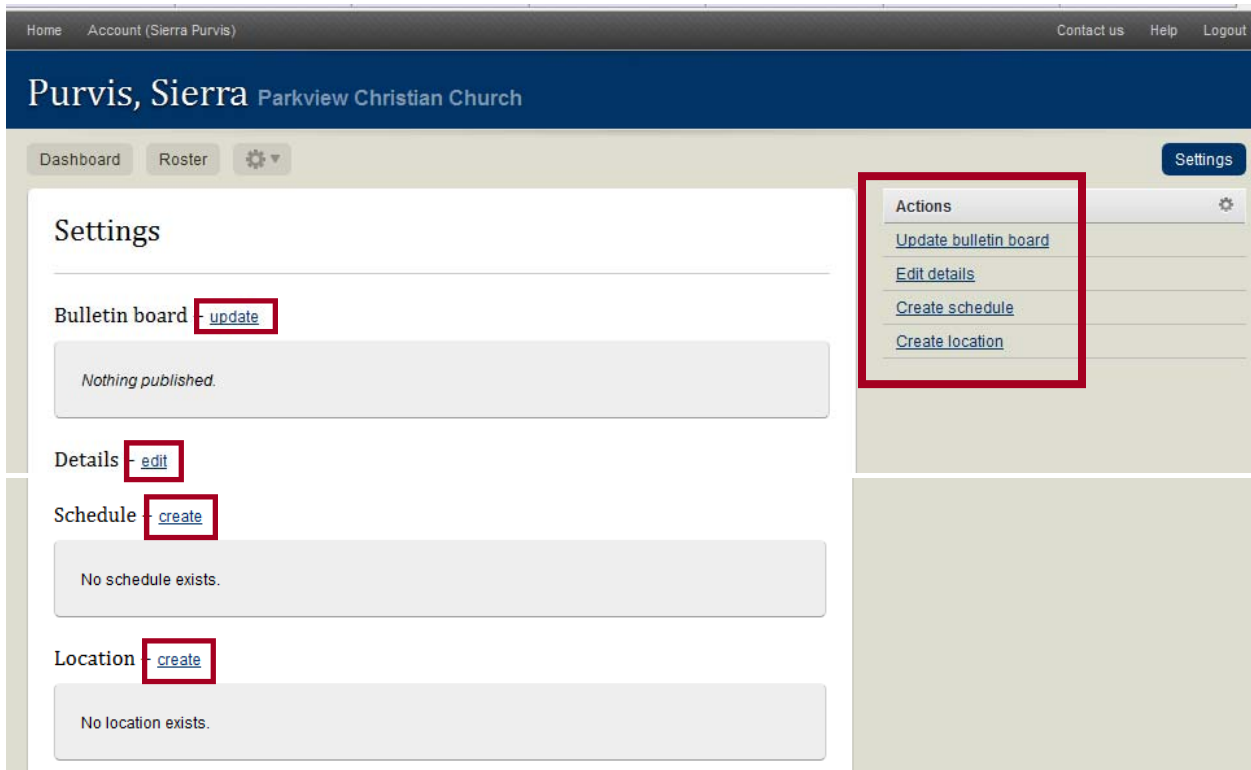 Home Account (Sierra Purvis) Contact us Help Logout
Purvis, Sierra Parkview Christian Church
Dashboard Roster Settings
Settings
Bulletin board - update
Nothing published.
Details - edit
Schedule - create
No schedule exists.
Location - create
No location exists.
Actions
Update bulletin board
Edit details
Create schedule
Create location